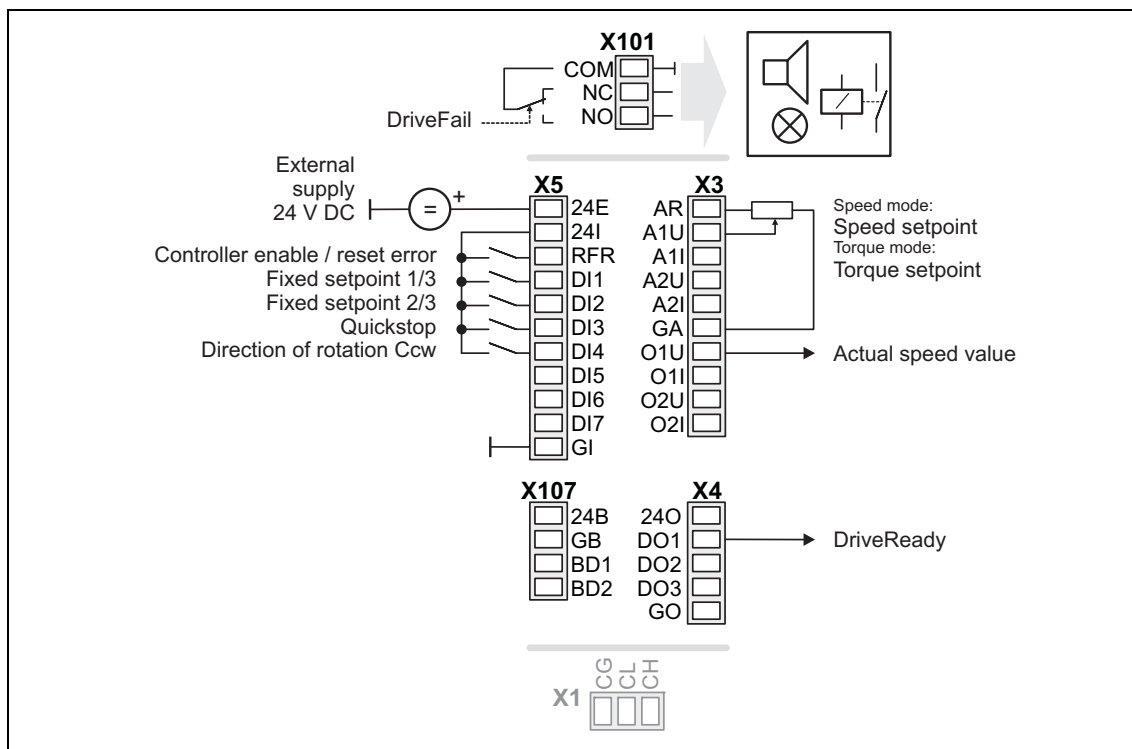 X101
COM
NC
NO
DriveFail
External
supply
24 V DC
=
+
X5
24E
24I
RFR
DI1
DI2
DI3
DI4
DI5
DI6
DI7
GI
Controller enable / reset error
Fixed setpoint 1/3
Fixed setpoint 2/3
Quickstop
Direction of rotation Ccw
X3
AR
A1U
A1I
A2U
A2I
GA
O1U
O1I
O2U
O2I
Speed mode:
Speed setpoint
Torque mode:
Torque setpoint
Actual speed value
X107
24B
GB
BD1
BD2
X4
24O
DO1
DO2
DO3
GO
DriveReady
X1
CG
CL
CH